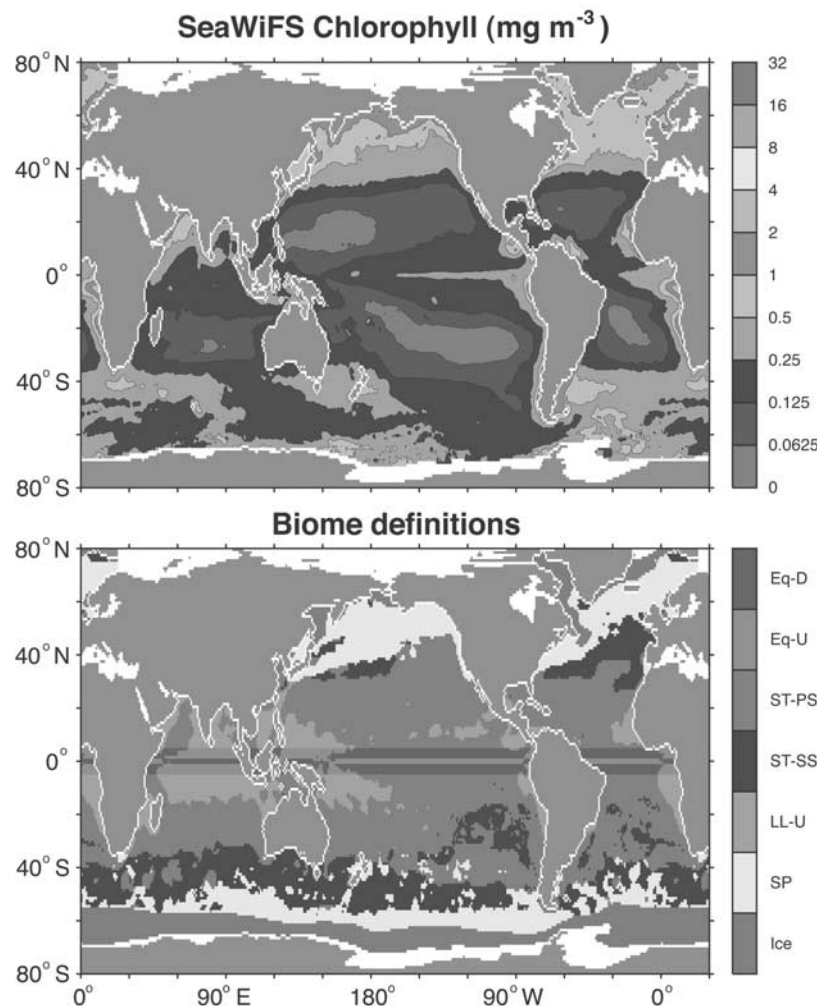 SeaWiFS Chlorophyll (mg m-3)
80°N
40°N
0°
40°S
80°S
32
16
8
4
2
1
0.5
0.25
0.125
0.0625
0
Biome definitions
80°N
40°N
0°
40°S
80°S
0° 90°E 180° 90°W 0°
Eq-D
Eq-U
ST-PS
ST-SS
LL-U
SP
Ice